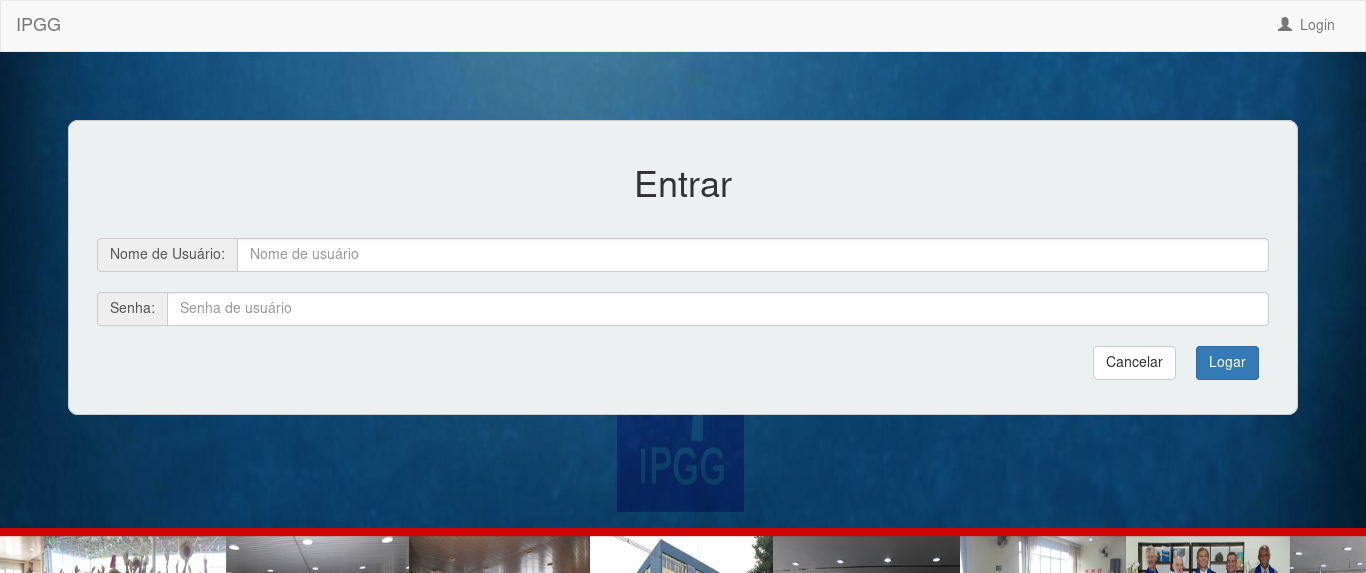 IPGG
Login
Entrar
Nome de Usuário: Nome de usuário
Senha: Senha de usuário
Cancelar Logar
IPGG